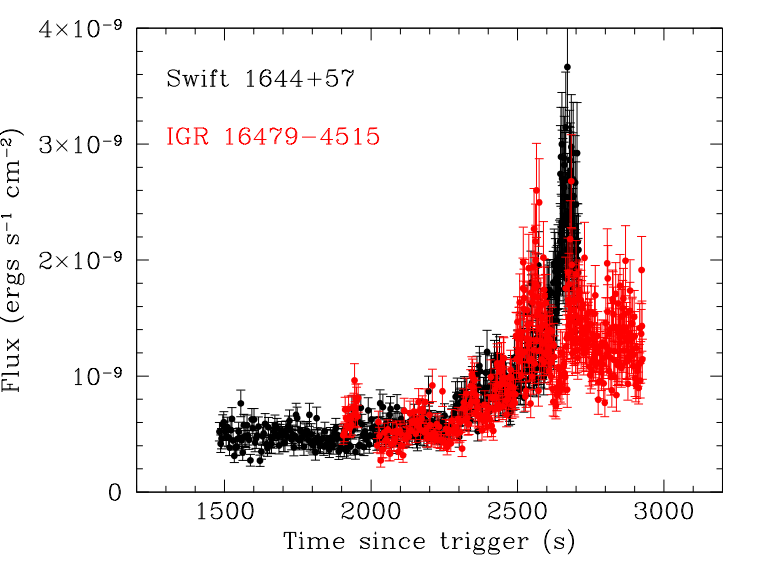 4×10⁻⁹
Swift 1644+57
3×10⁻⁹
IGR 16479−4515
Flux (ergs s⁻¹ cm⁻²)
2×10⁻⁹
10⁻⁹
0
1500 2000 2500 3000
Time since trigger (s)